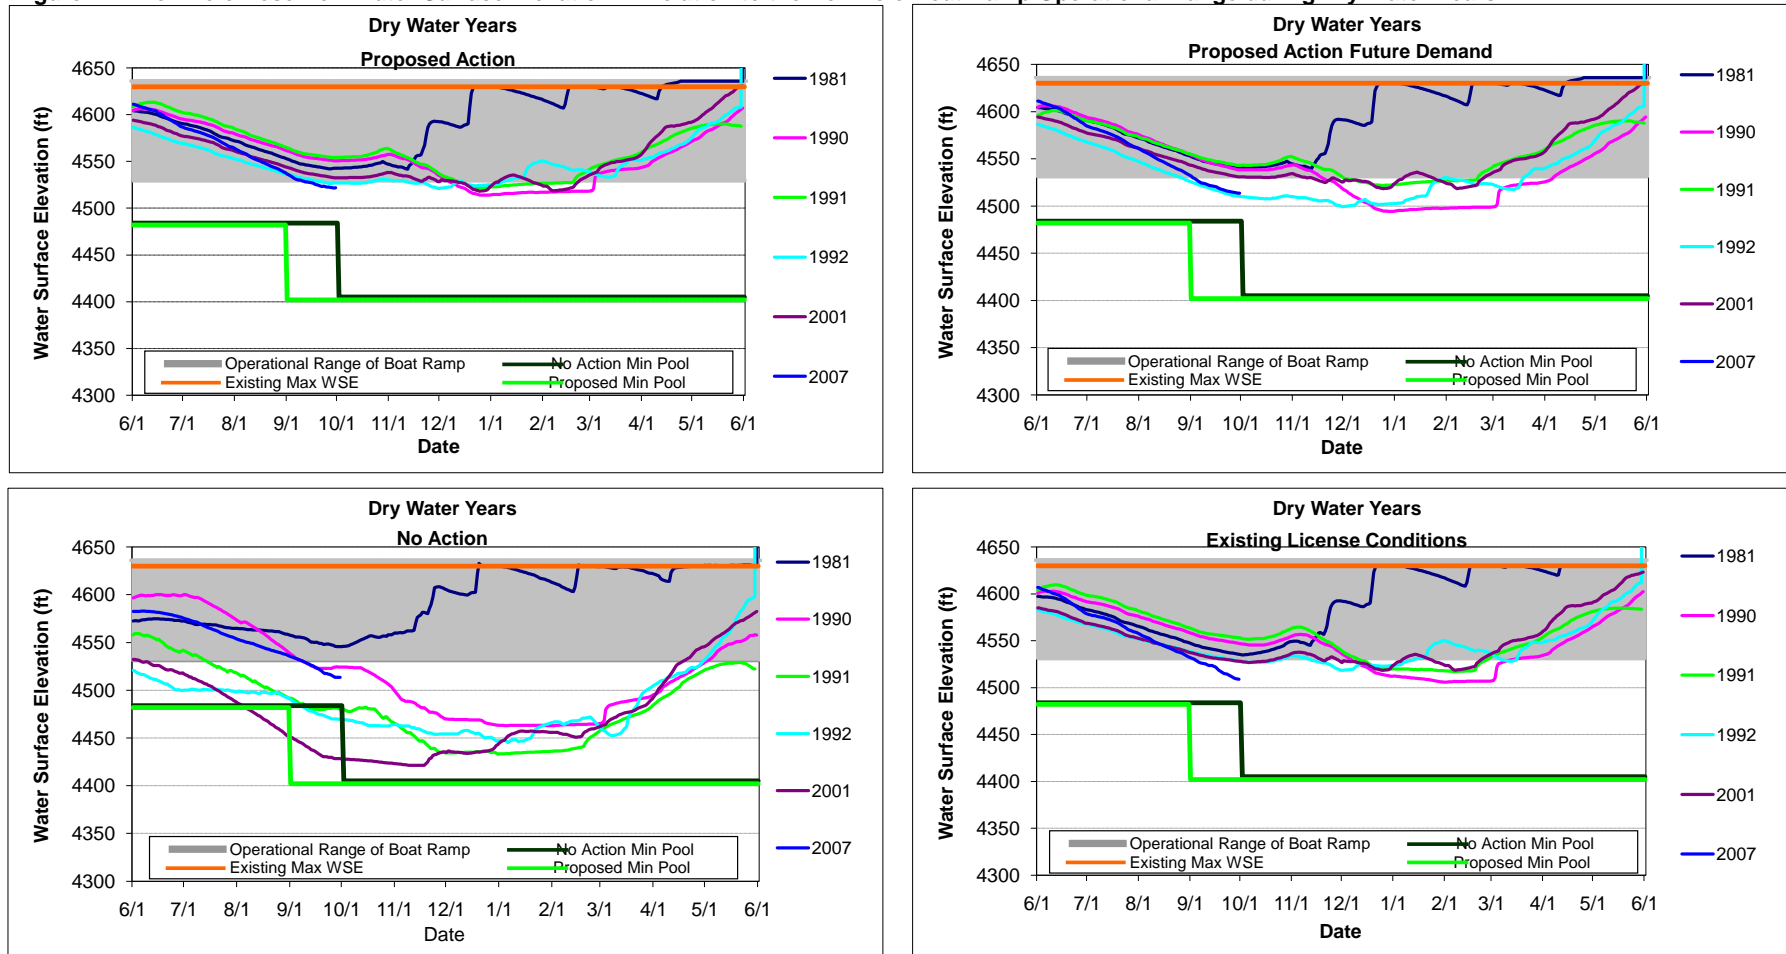 Dry Water Years
Proposed Action
4650
4600
4550
4500
4450
4400
4350
4300
Water Surface Elevation (ft)
6/1 7/1 8/1 9/1 10/1 11/1 12/1 1/1 2/1 3/1 4/1 5/1 6/1
Date
Operational Range of Boat Ramp
No Action Min Pool
Existing Max WSE
Proposed Min Pool
1981
1990
1991
1992
2001
2007
Dry Water Years
Proposed Action Future Demand
4650
4600
4550
4500
4450
4400
4350
4300
Water Surface Elevation (ft)
6/1 7/1 8/1 9/1 10/1 11/1 12/1 1/1 2/1 3/1 4/1 5/1 6/1
Date
Operational Range of Boat Ramp
No Action Min Pool
Existing Max WSE
Proposed Min Pool
1981
1990
1991
1992
2001
2007
Dry Water Years
No Action
4650
4600
4550
4500
4450
4400
4350
4300
Water Surface Elevation (ft)
6/1 7/1 8/1 9/1 10/1 11/1 12/1 1/1 2/1 3/1 4/1 5/1 6/1
Date
Operational Range of Boat Ramp
No Action Min Pool
Existing Max WSE
Proposed Min Pool
1981
1990
1991
1992
2001
2007
Dry Water Years
Existing License Conditions
4650
4600
4550
4500
4450
4400
4350
4300
Water Surface Elevation (ft)
6/1 7/1 8/1 9/1 10/1 11/1 12/1 1/1 2/1 3/1 4/1 5/1 6/1
Date
Operational Range of Boat Ramp
No Action Min Pool
Existing Max WSE
Proposed Min Pool
1981
1990
1991
1992
2001
2007